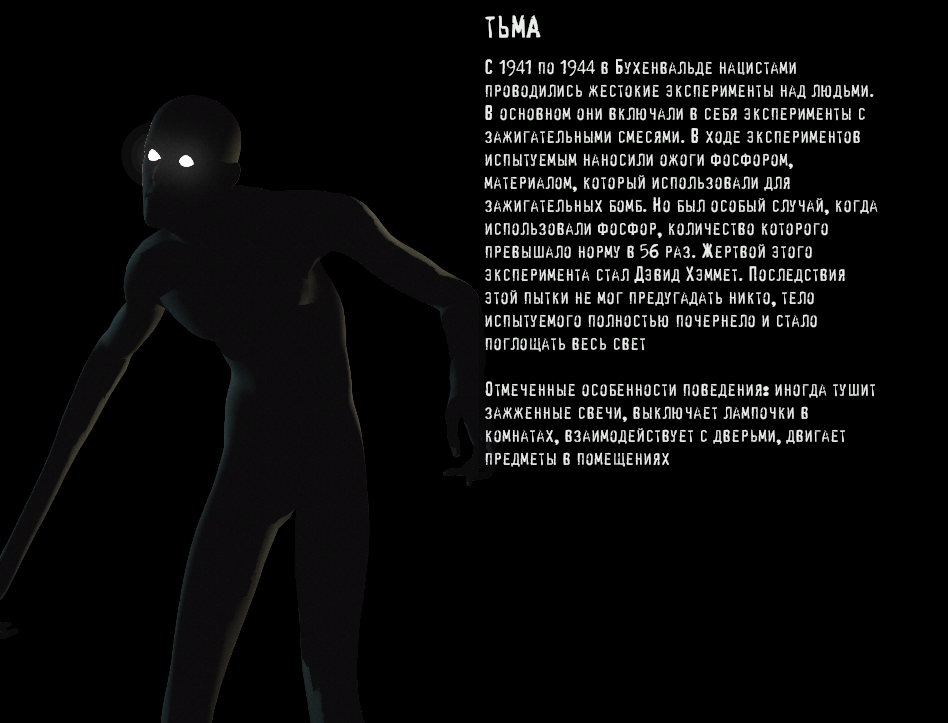 ТЬМА
С 1941 по 1944 в Бухенвальде нацистами
проводились жестокие эксперименты над людьми.
В основном они включали в себя эксперименты с
зажигательными смесями. В ходе экспериментов
испытуемым наносили ожоги фосфором,
материалом, который использовали для
зажигательных бомб. Но был особый случай, когда
использовали фосфор, количество которого
превышало норму в 56 раз. Жертвой этого
эксперимента стал Дэвид Хэммет. Последствия
этой пытки не мог предугадать никто, тело
испытуемого полностью почернело и стало
поглощать весь свет
Отмеченные особенности поведения: иногда тушит
зажженные свечи, выключает лампочки в
комнатах, взаимодействует с дверьми, двигает
предметы в помещениях